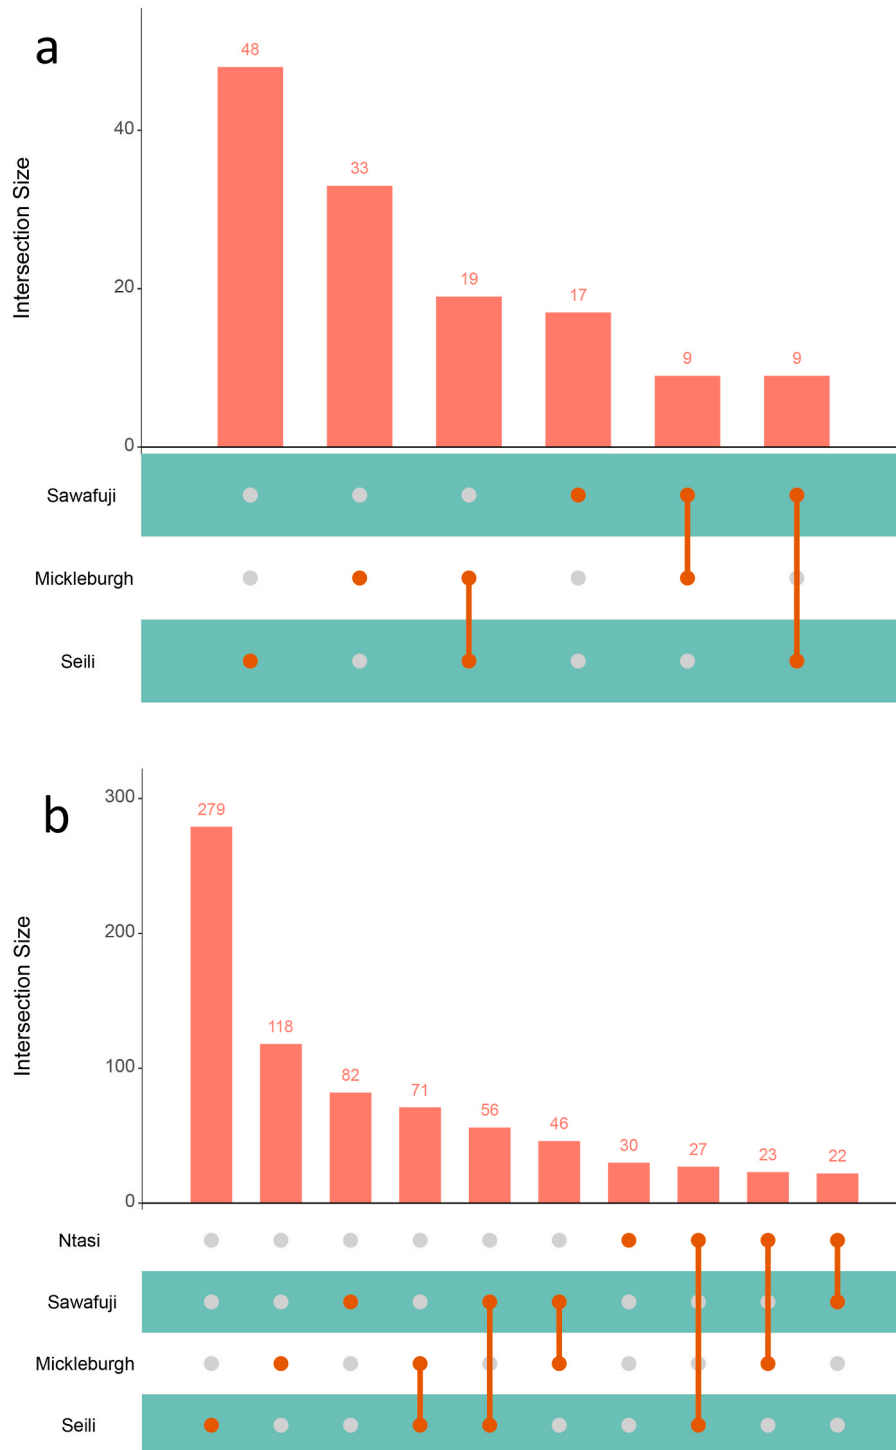 a
Intersection Size
48
33
19
17
9
9
40
20
0
Sawafuji
Mickleburgh
Seili
b
Intersection Size
300
279
200
118
100
82
71
56
46
30
27
23
22
0
Ntasi
Sawafuji
Mickleburgh
Seili